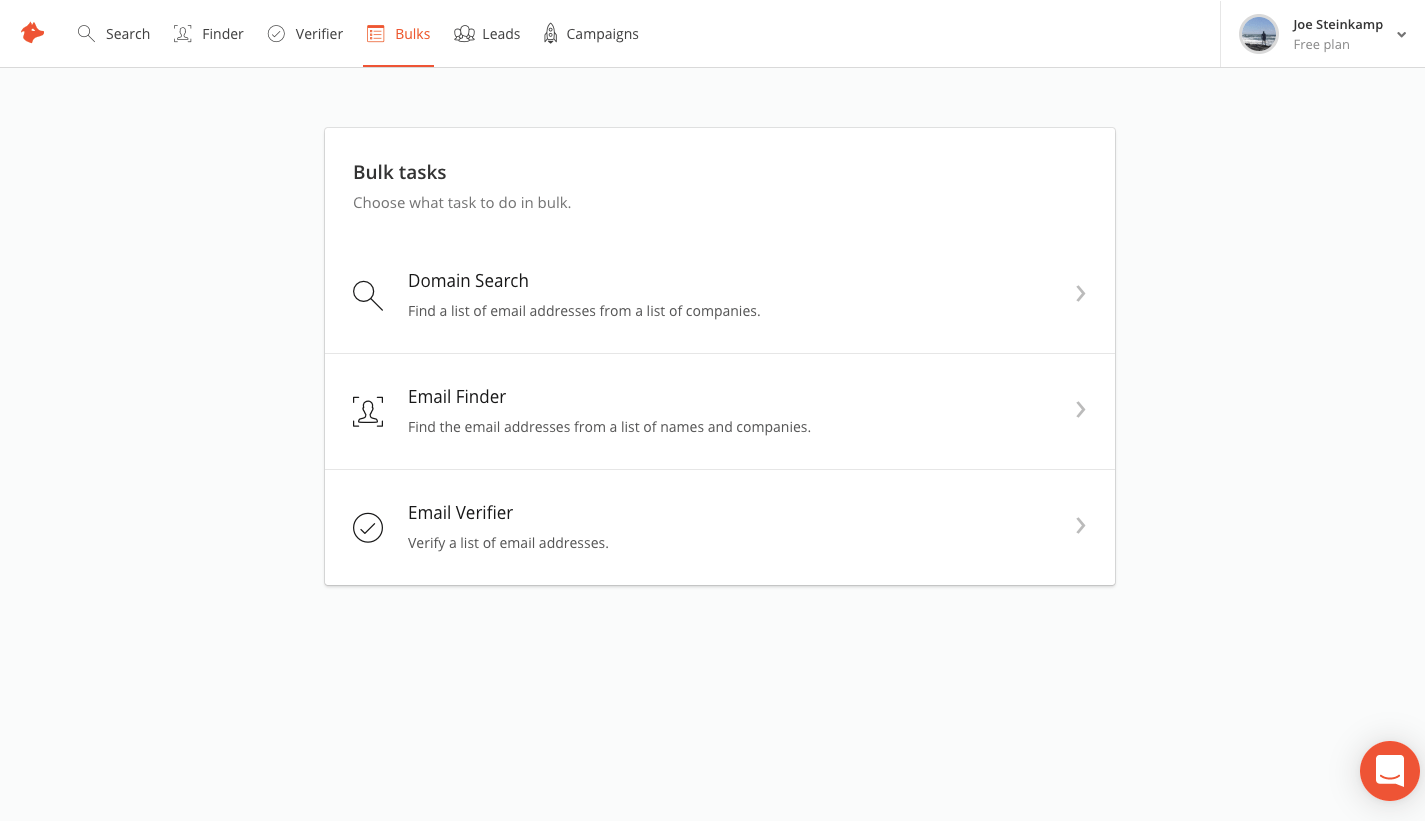 Search
Finder
Verifier
Bulks
Leads
Campaigns
Joe Steinkamp
Free plan
Bulk tasks
Choose what task to do in bulk.
Domain Search
Find a list of email addresses from a list of companies.
Email Finder
Find the email addresses from a list of names and companies.
Email Verifier
Verify a list of email addresses.